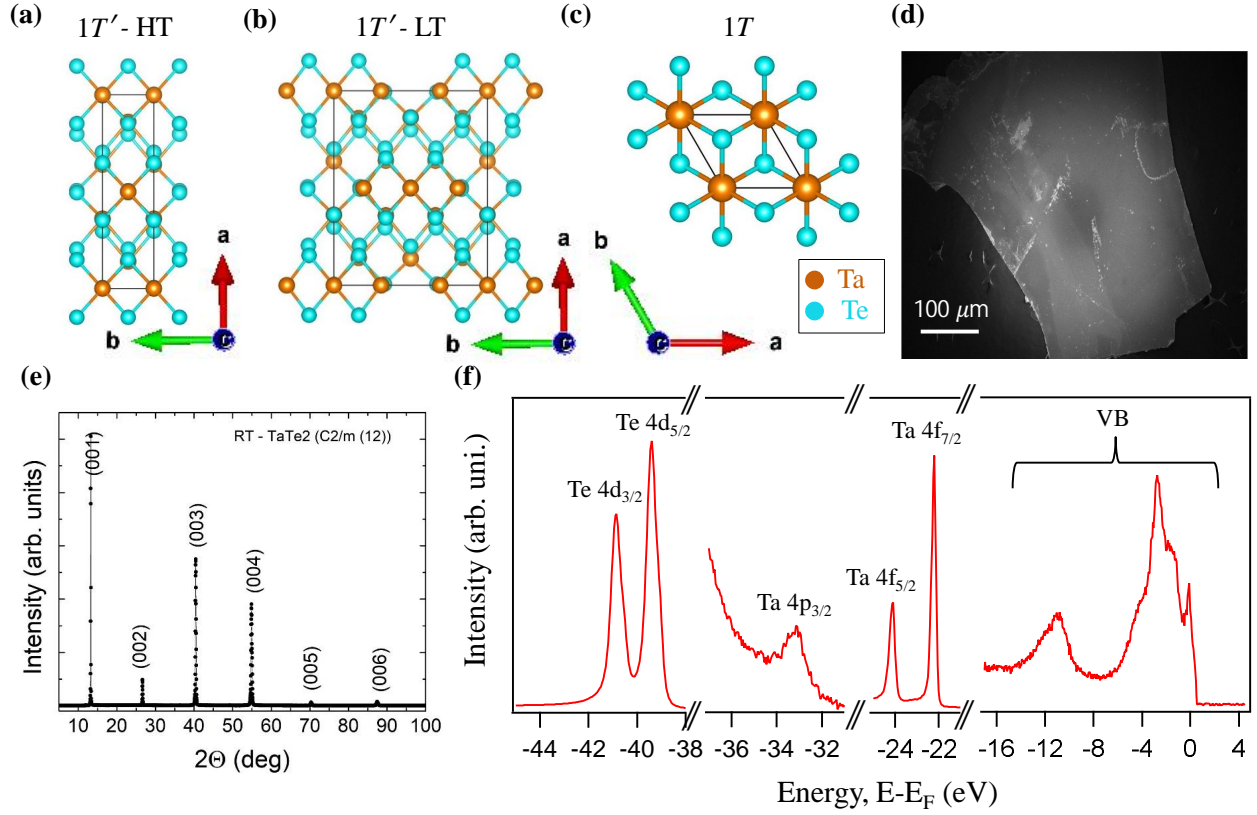 (a) 1T′ - HT
(b) 1T′ - LT
(c) 1T
(d)
a
b
c
a
b
c
b
c
a
Ta
Te
100 μm
(e)
RT - TaTe2 (C2/m (12))
(001)
(002)
(003)
(004)
(005)
(006)
Intensity (arb. units)
10 20 30 40 50 60 70 80 90 100
2Θ (deg)
(f)
Te 4d5/2
Te 4d3/2
Ta 4p3/2
Ta 4f7/2
Ta 4f5/2
VB
Intensity (arb. uni.)
-44 -42 -40 -38 -36 -34 -32 -24 -22 -16 -12 -8 -4 0 4
Energy, E-EF (eV)